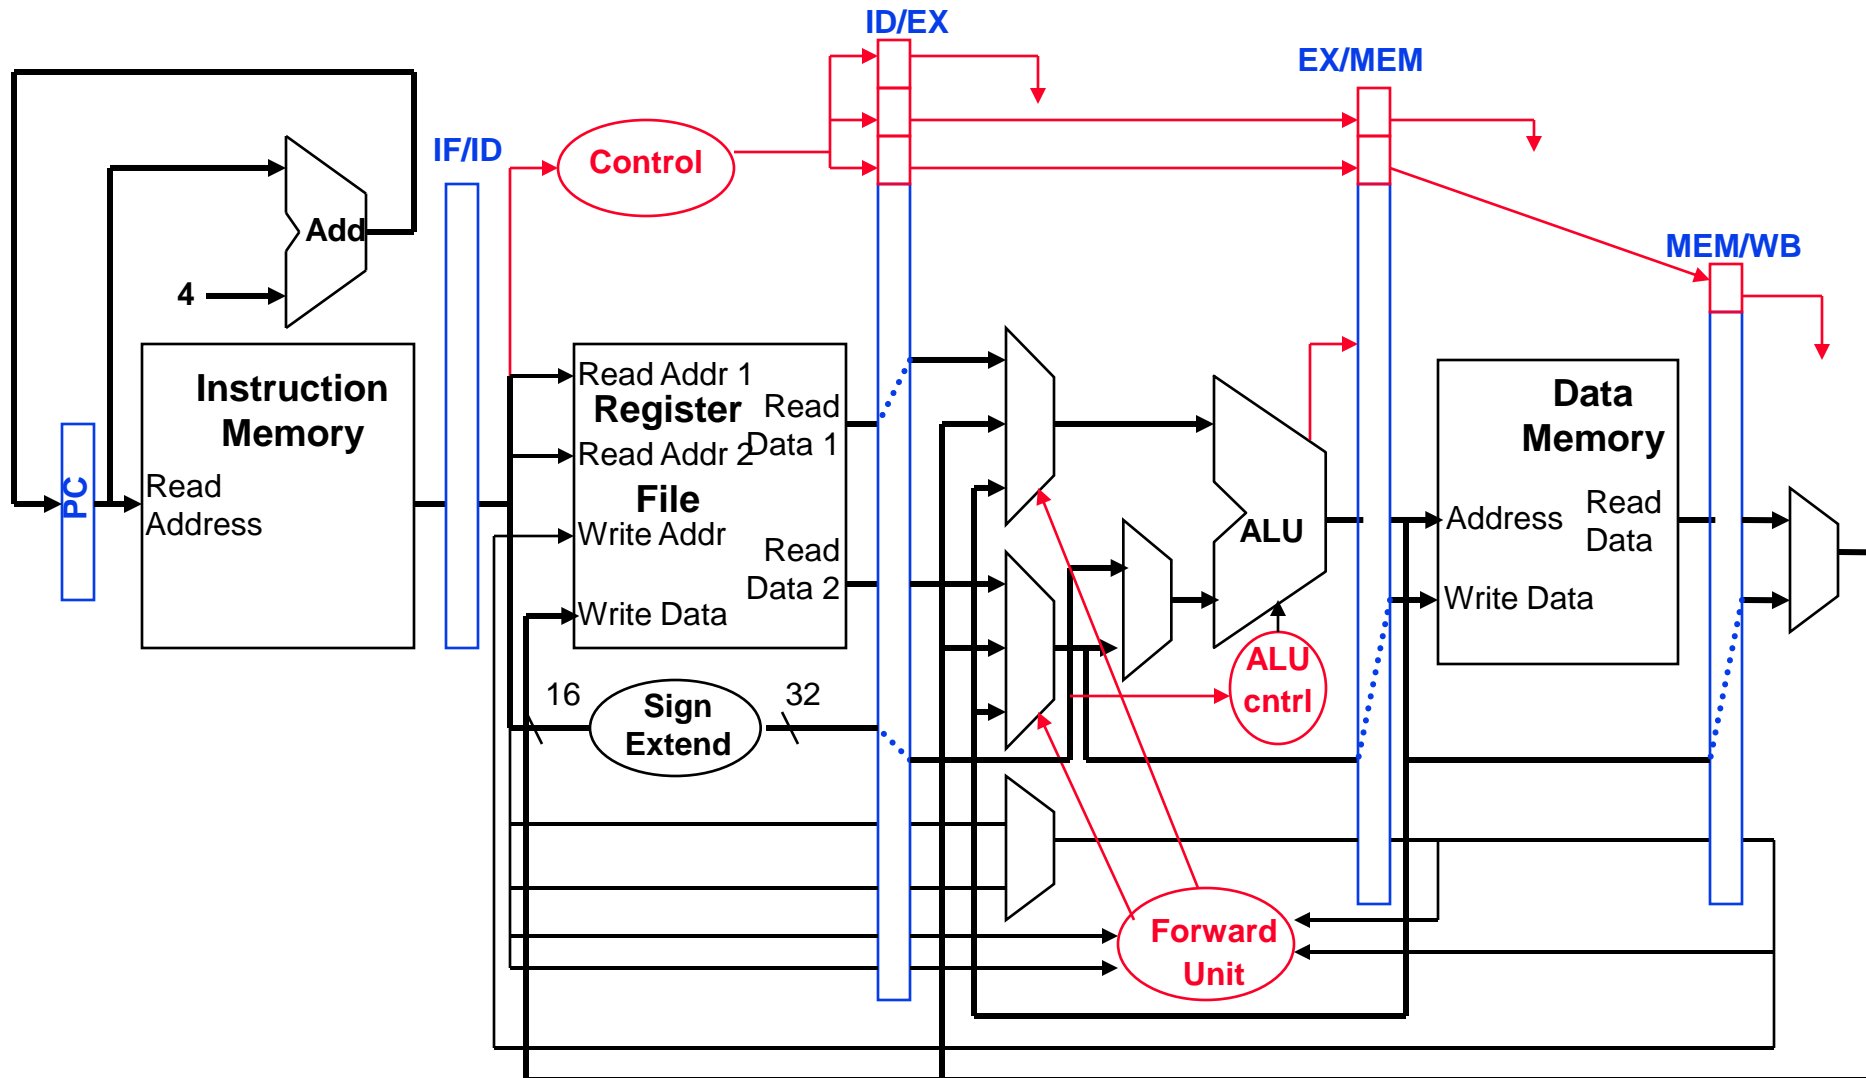 ID/EX
EX/MEM
IF/ID
Control
Add
MEM/WB
4
Instruction
Memory
Read
Address
PC
Read Addr 1
Register
Read
Data 1
Read Addr 2
File
Write Addr
Read
Data 2
Write Data
16
Sign
Extend
32
ALU
ALU
cntrl
Data
Memory
Address
Read
Data
Write Data
Forward
Unit